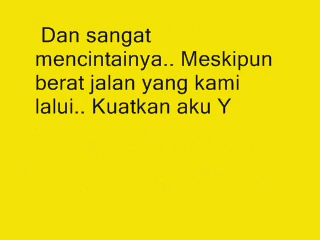 Dan sangat
mencintainya.. Meskipun
berat jalan yang kami
lalui.. Kuatkan aku Y